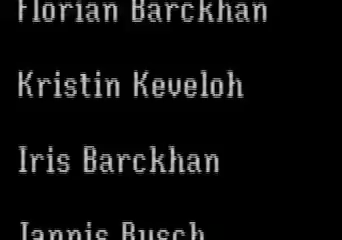 Florian Barckhan
Kristin Keveloh
Iris Barckhan
Jannis Busch